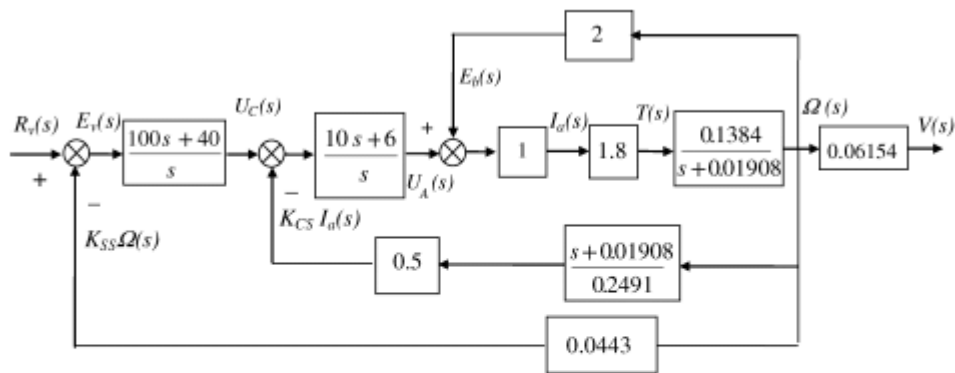 2
E_b(s)
R_v(s)
E_v(s)
U_C(s)
I_a(s)
T(s)
Ω(s)
V(s)
+
100s+40
s
10s+6
s
+
1
1.8
0.1384
s+0.01908
0.06154
−
−
U_A(s)
K_SS Ω(s)
K_CS I_a(s)
0.5
s+0.01908
0.2491
0.0443